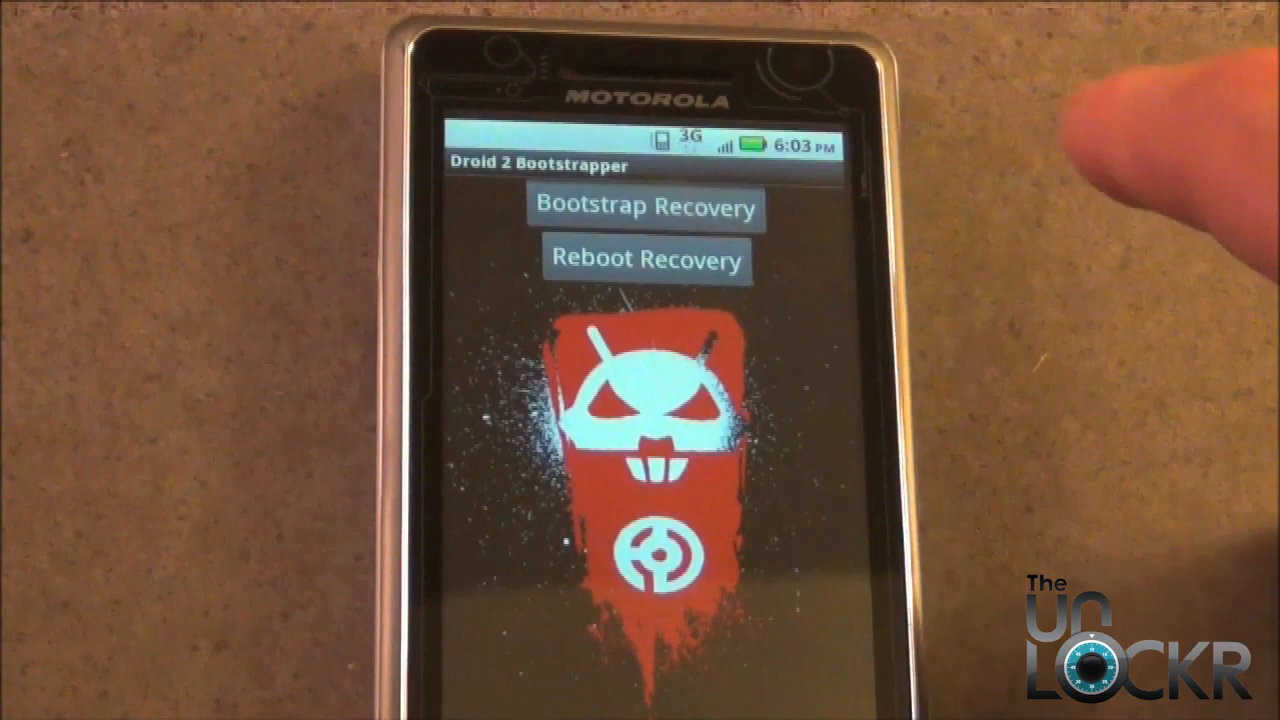 MOTOROLA
3G
6:03 PM
Droid 2 Bootstrapper
Bootstrap Recovery
Reboot Recovery
The
UnLOCKR